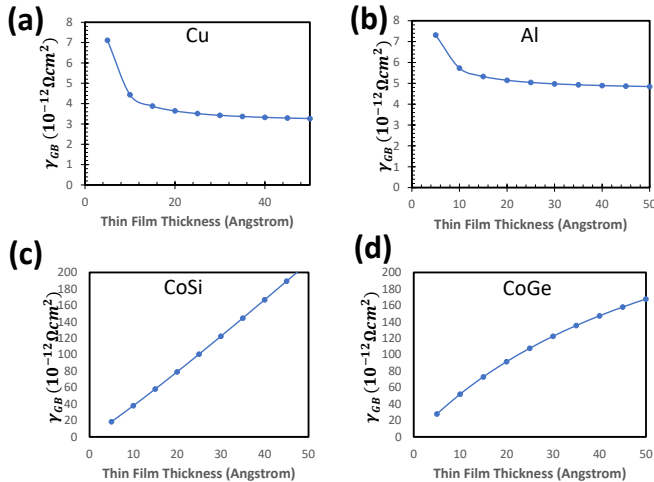 (a)
Cu
8
7
6
5
4
3
2
1
0
γ_GB (10⁻¹²Ωcm²)
0 20 40
Thin Film Thickness (Angstrom)
(b)
Al
8
7
6
5
4
3
2
1
0
γ_GB (10⁻¹²Ωcm²)
0 10 20 30 40 50
Thin Film Thickness (Angstrom)
(c)
CoSi
200
180
160
140
120
100
80
60
40
20
0
γ_GB (10⁻¹²Ωcm²)
0 10 20 30 40 50
Thin Film Thickness (Angstrom)
(d)
CoGe
200
180
160
140
120
100
80
60
40
20
0
γ_GB (10⁻¹²Ωcm²)
0 10 20 30 40 50
Thin Film Thickness (Angstrom)